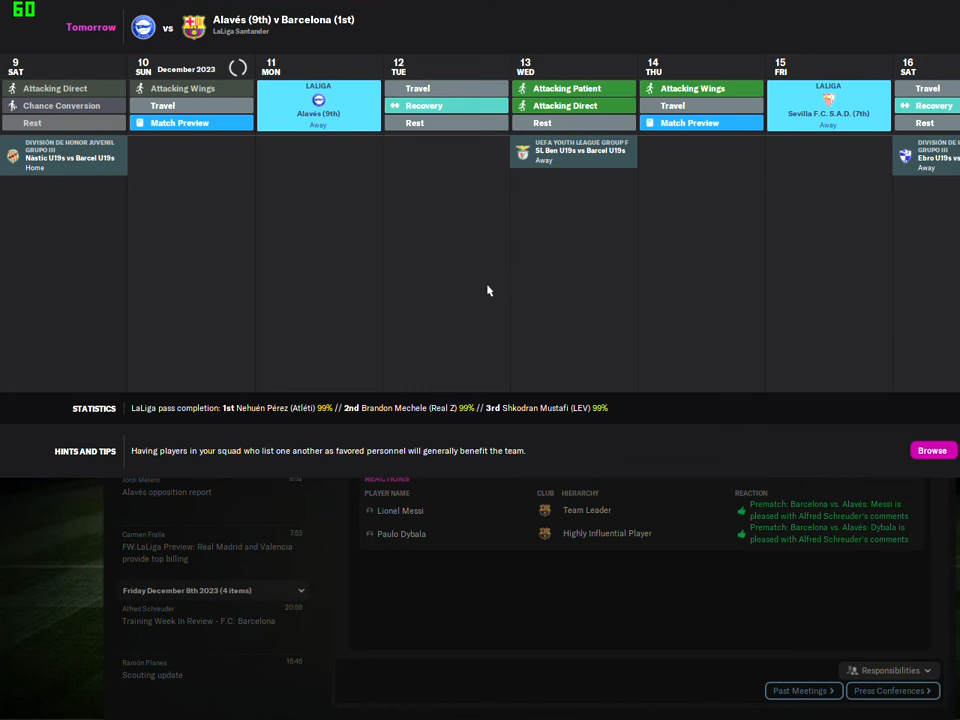 60
Tomorrow
vs
Alavés (9th) v Barcelona (1st)
LaLiga Santander
9
SAT
10
SUN December 2023
11
MON
12
TUE
13
WED
14
THU
15
FRI
16
SAT
Attacking Direct
Chance Conversion
Rest
Attacking Wings
Travel
Match Preview
LALIGA
Alavés (9th)
Away
Travel
Recovery
Rest
Attacking Patient
Attacking Direct
Rest
Attacking Wings
Travel
Match Preview
LALIGA
Sevilla F.C. S.A.D. (7th)
Away
Travel
Recovery
Rest
DIVISIÓN DE HONOR JUVENIL
GRUPO III
Nàstic U19s vs Barcel U19s
Home
UEFA YOUTH LEAGUE GROUP F
SL Ben U19s vs Barcel U19s
Away
DIVISIÓN DE H
GRUPO III
Ebro U19s vs
Away
STATISTICS
LaLiga pass completion: 1st Nehuén Pérez (Atléti) 99% // 2nd Brandon Mechele (Real Z) 99% // 3rd Shkodran Mustafi (LEV) 99%
HINTS AND TIPS
Having players in your squad who list one another as favored personnel will generally benefit the team.
Browse
Alavés opposition report
Carmen Fraile 7:53
FW.LaLiga Preview: Real Madrid and Valencia
provide top billing
Friday December 8th 2023 (4 items)
Alfred Schreuder 20:59
Training Week In Review - F.C. Barcelona
Ramón Planes 16:46
Scouting update
REACTIONS
PLAYER NAME CLUB HIERARCHY REACTION
Lionel Messi Team Leader
Prematch: Barcelona vs. Alavés: Messi is
pleased with Alfred Schreuder's comments
Paulo Dybala Highly Influential Player
Prematch: Barcelona vs. Alavés: Dybala is
pleased with Alfred Schreuder's comments
Responsibilities
Past Meetings >
Press Conferences >